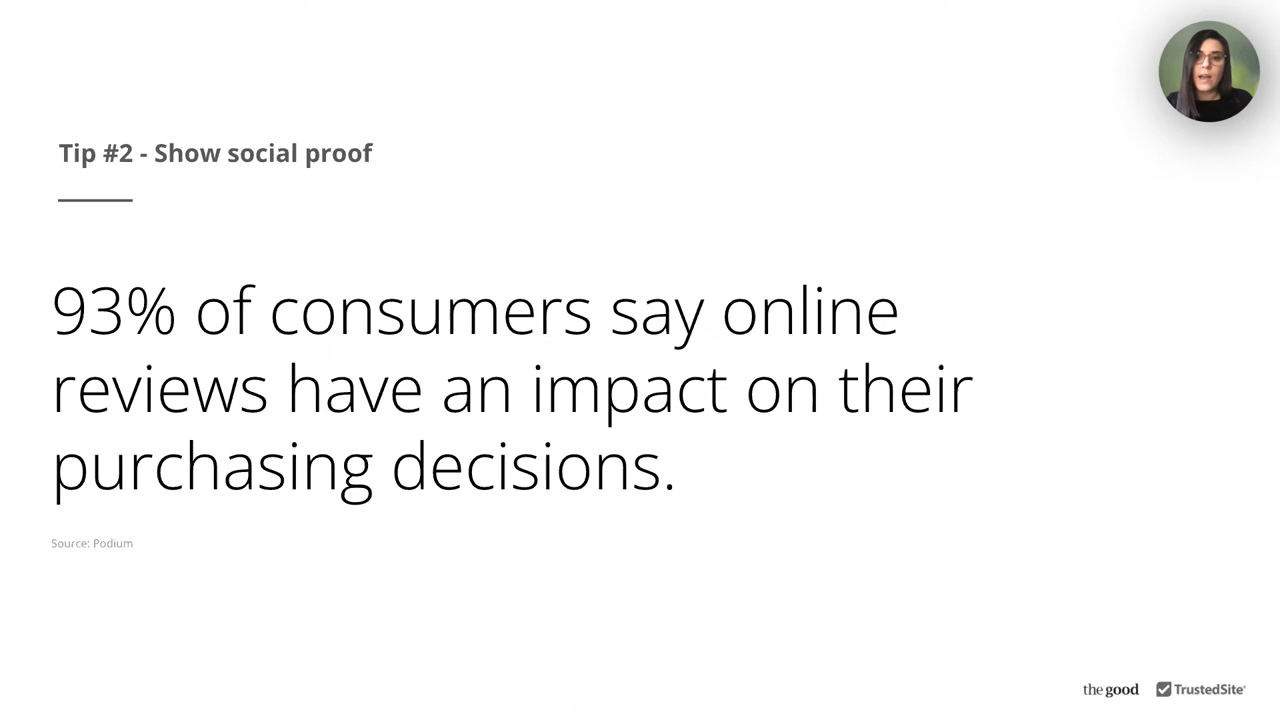 Tip #2 - Show social proof
93% of consumers say online
reviews have an impact on their
purchasing decisions.
Source: Podium
the good TrustedSite